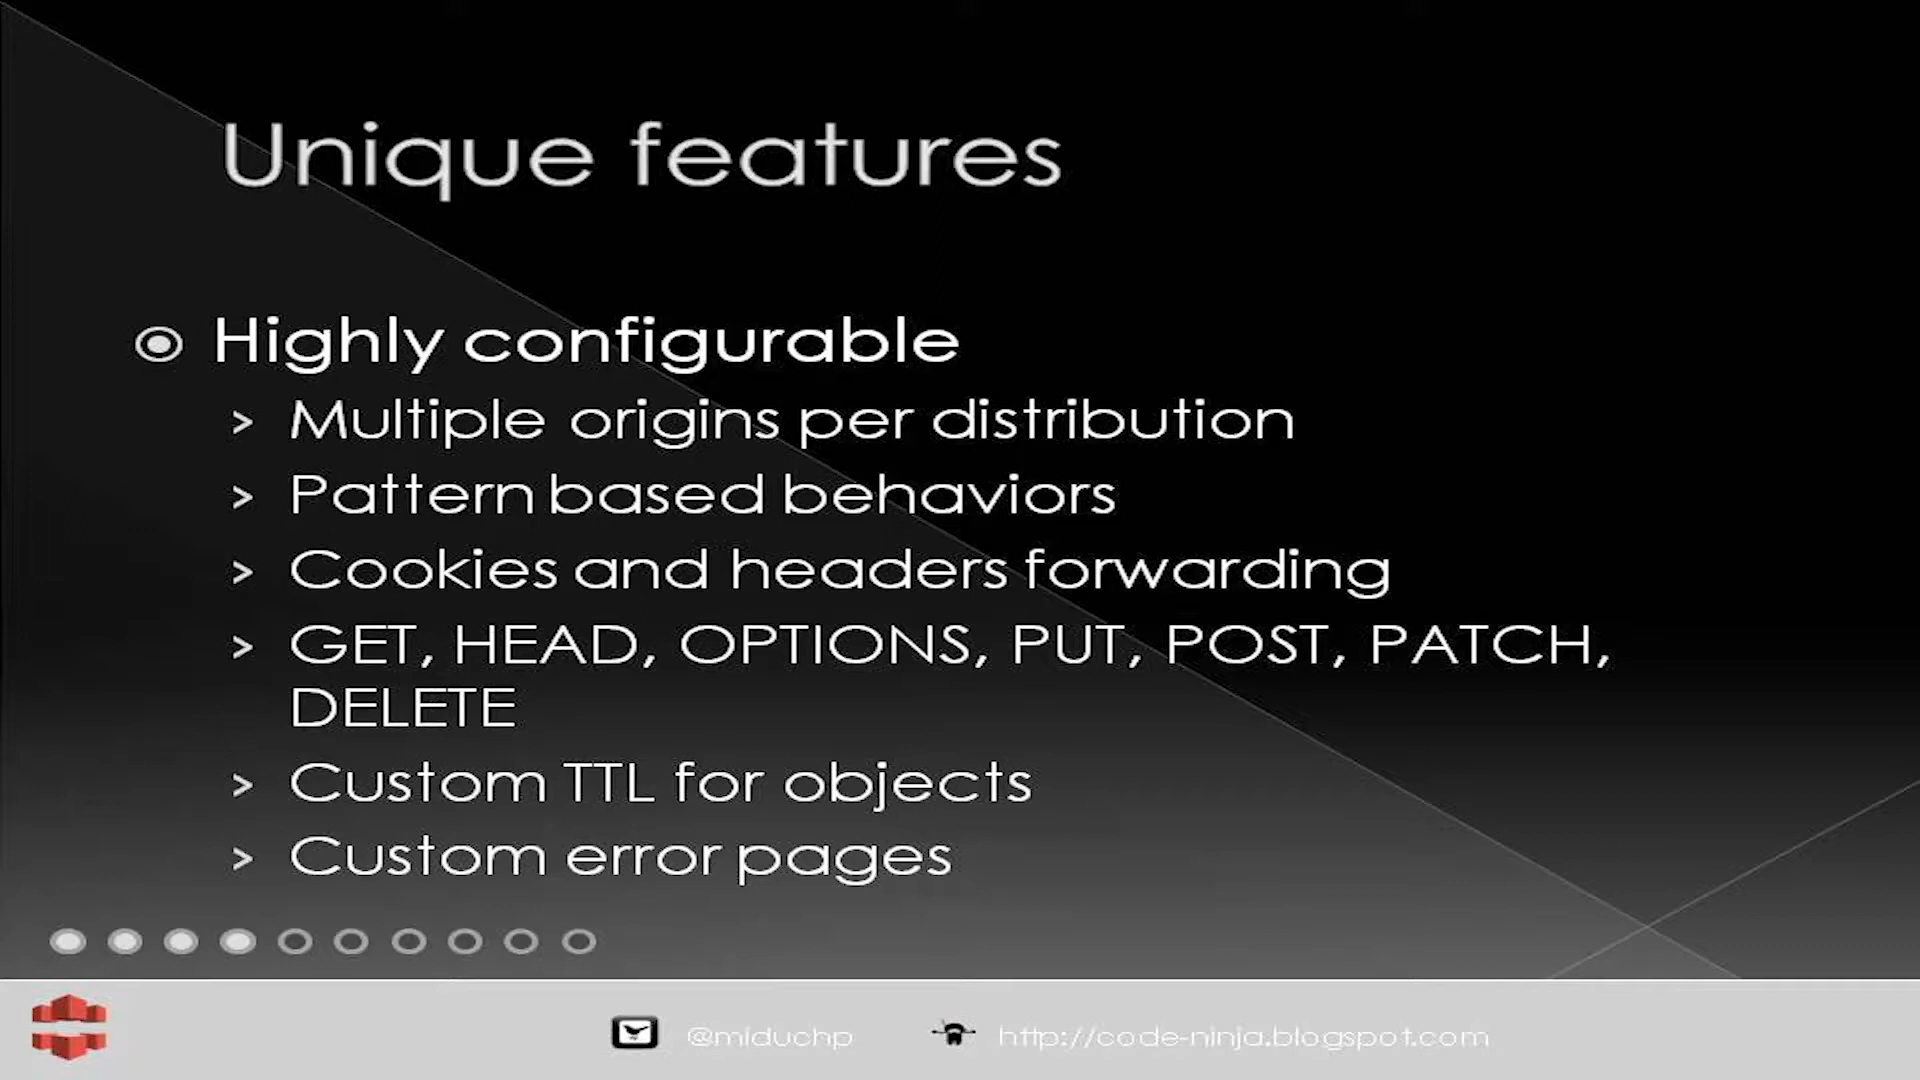 Unique features
Highly configurable
> Multiple origins per distribution
> Pattern based behaviors
> Cookies and headers forwarding
> GET, HEAD, OPTIONS, PUT, POST, PATCH,
DELETE
> Custom TTL for objects
> Custom error pages
@miduchp http://code-ninja.blogspot.com